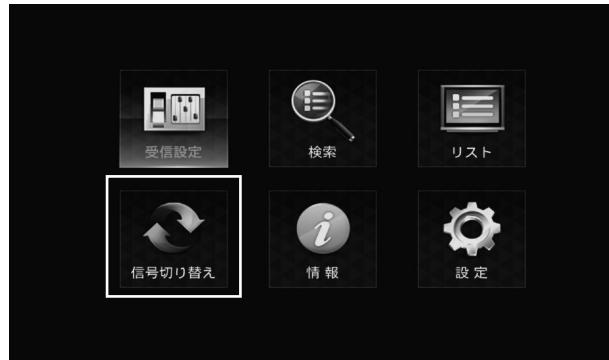 受信設定
検索
リスト
信号切り替え
情報
設定